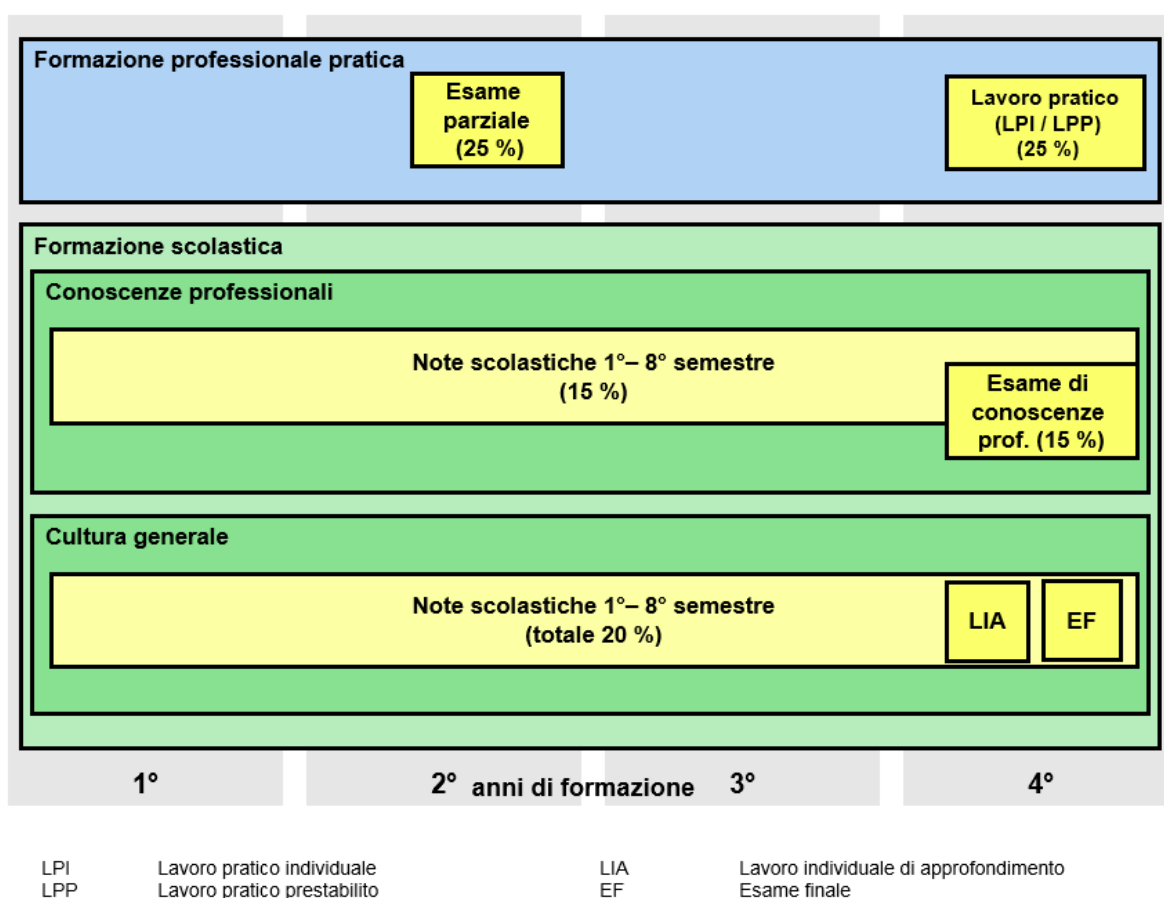 Formazione professionale pratica
Esame
parziale
(25 %)
Lavoro pratico
(LPI / LPP)
(25 %)
Formazione scolastica
Conoscenze professionali
Note scolastiche 1°– 8° semestre
(15 %)
Esame di
conoscenze
prof. (15 %)
Cultura generale
Note scolastiche 1°– 8° semestre
(totale 20 %)
LIA
EF
1° 2° anni di formazione 3° 4°
LPI Lavoro pratico individuale LIA Lavoro individuale di approfondimento
LPP Lavoro pratico prestabilito EF Esame finale